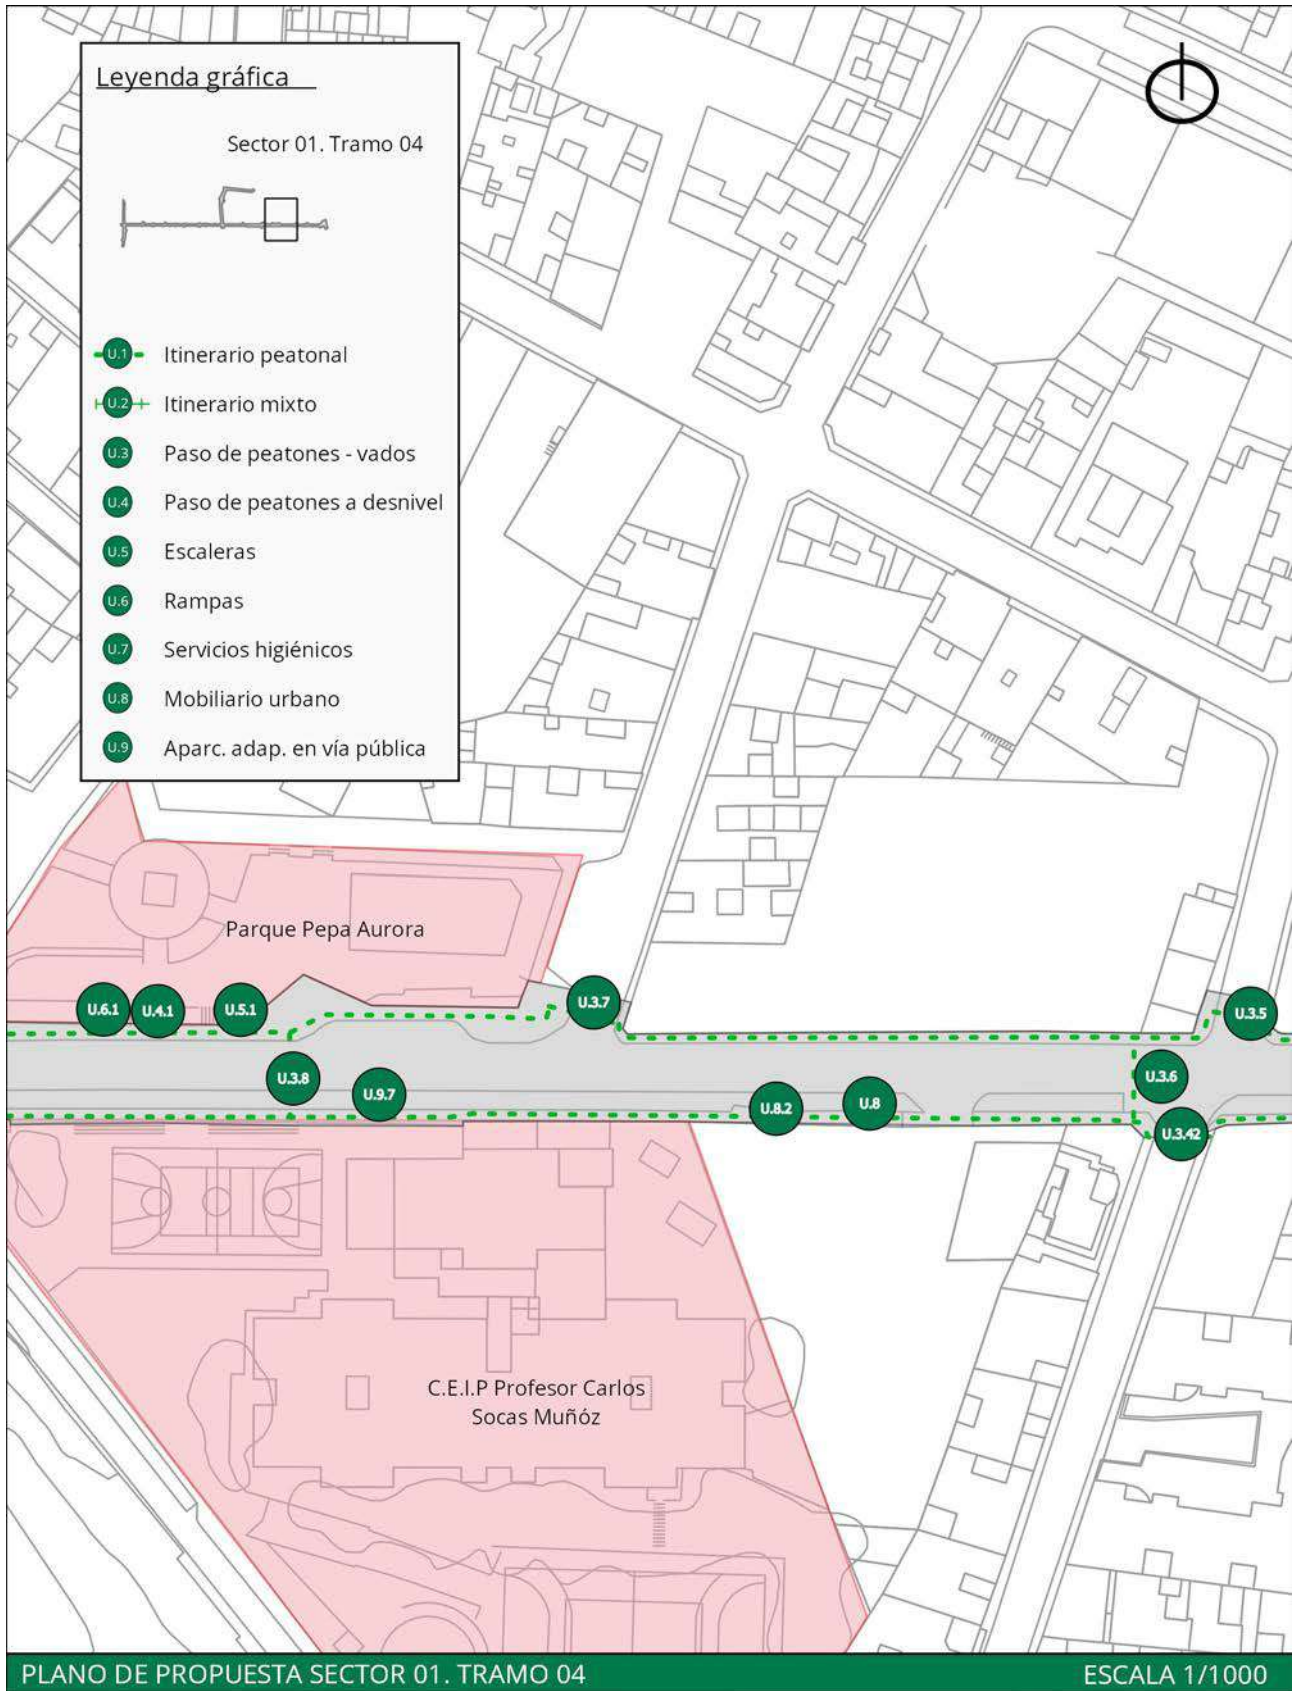 Leyenda gráfica
Sector 01. Tramo 04
U.1 Itinerario peatonal
U.2 Itinerario mixto
U.3 Paso de peatones - vados
U.4 Paso de peatones a desnivel
U.5 Escaleras
U.6 Rampas
U.7 Servicios higiénicos
U.8 Mobiliario urbano
U.9 Aparc. adap. en vía pública
Parque Pepa Aurora
U.6.1
U.4.1
U.5.1
U.3.7
U.3.5
U.3.8
U.9.7
U.8.2
U.8
U.3.6
U.3.42
C.E.I.P Profesor Carlos
Socas Muñóz
PLANO DE PROPUESTA SECTOR 01. TRAMO 04
ESCALA 1/1000